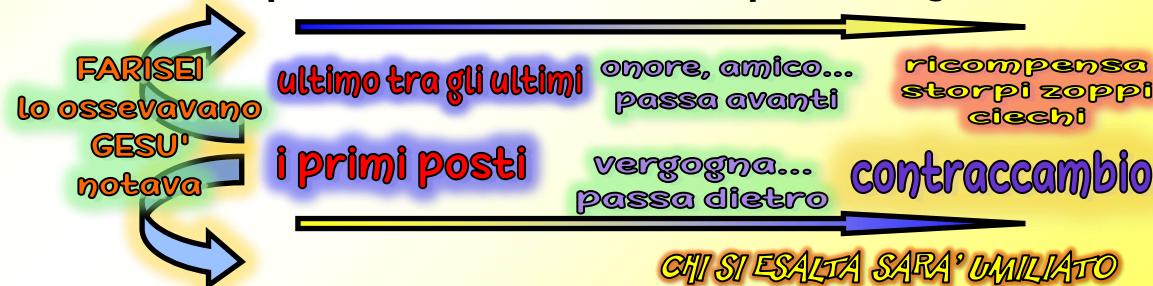 FARISEI
lo ossevavano
GESU'
notava
ultimo tra gli ultimi
i primi posti
onore, amico...
passa avanti
vergogna...
passa dietro
ricompensa
storpi zoppi
ciechi
contraccambio
CHI SI ESALTA SARA' UMILIATO